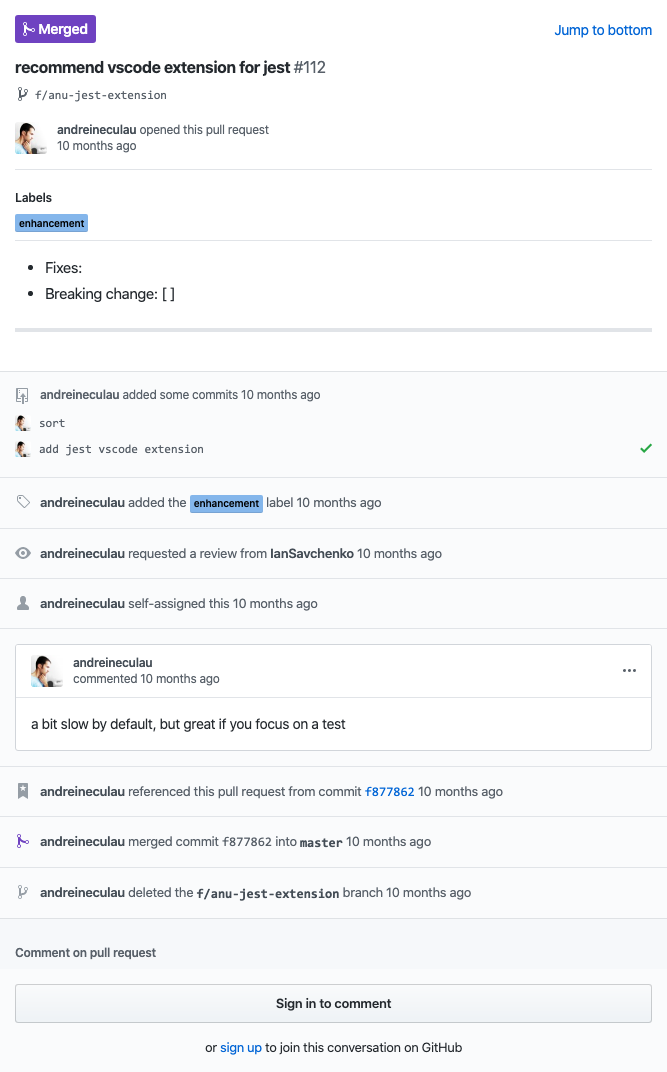 Merged
Jump to bottom
recommend vscode extension for jest #112
f/anu-jest-extension
andreineculau opened this pull request
10 months ago
Labels
enhancement
• Fixes:
• Breaking change: [ ]
andreineculau added some commits 10 months ago
sort
add jest vscode extension
andreineculau added the enhancement label 10 months ago
andreineculau requested a review from IanSavchenko 10 months ago
andreineculau self-assigned this 10 months ago
andreineculau
commented 10 months ago
a bit slow by default, but great if you focus on a test
andreineculau referenced this pull request from commit f877862 10 months ago
andreineculau merged commit f877862 into master 10 months ago
andreineculau deleted the f/anu-jest-extension branch 10 months ago
Comment on pull request
Sign in to comment
or sign up to join this conversation on GitHub